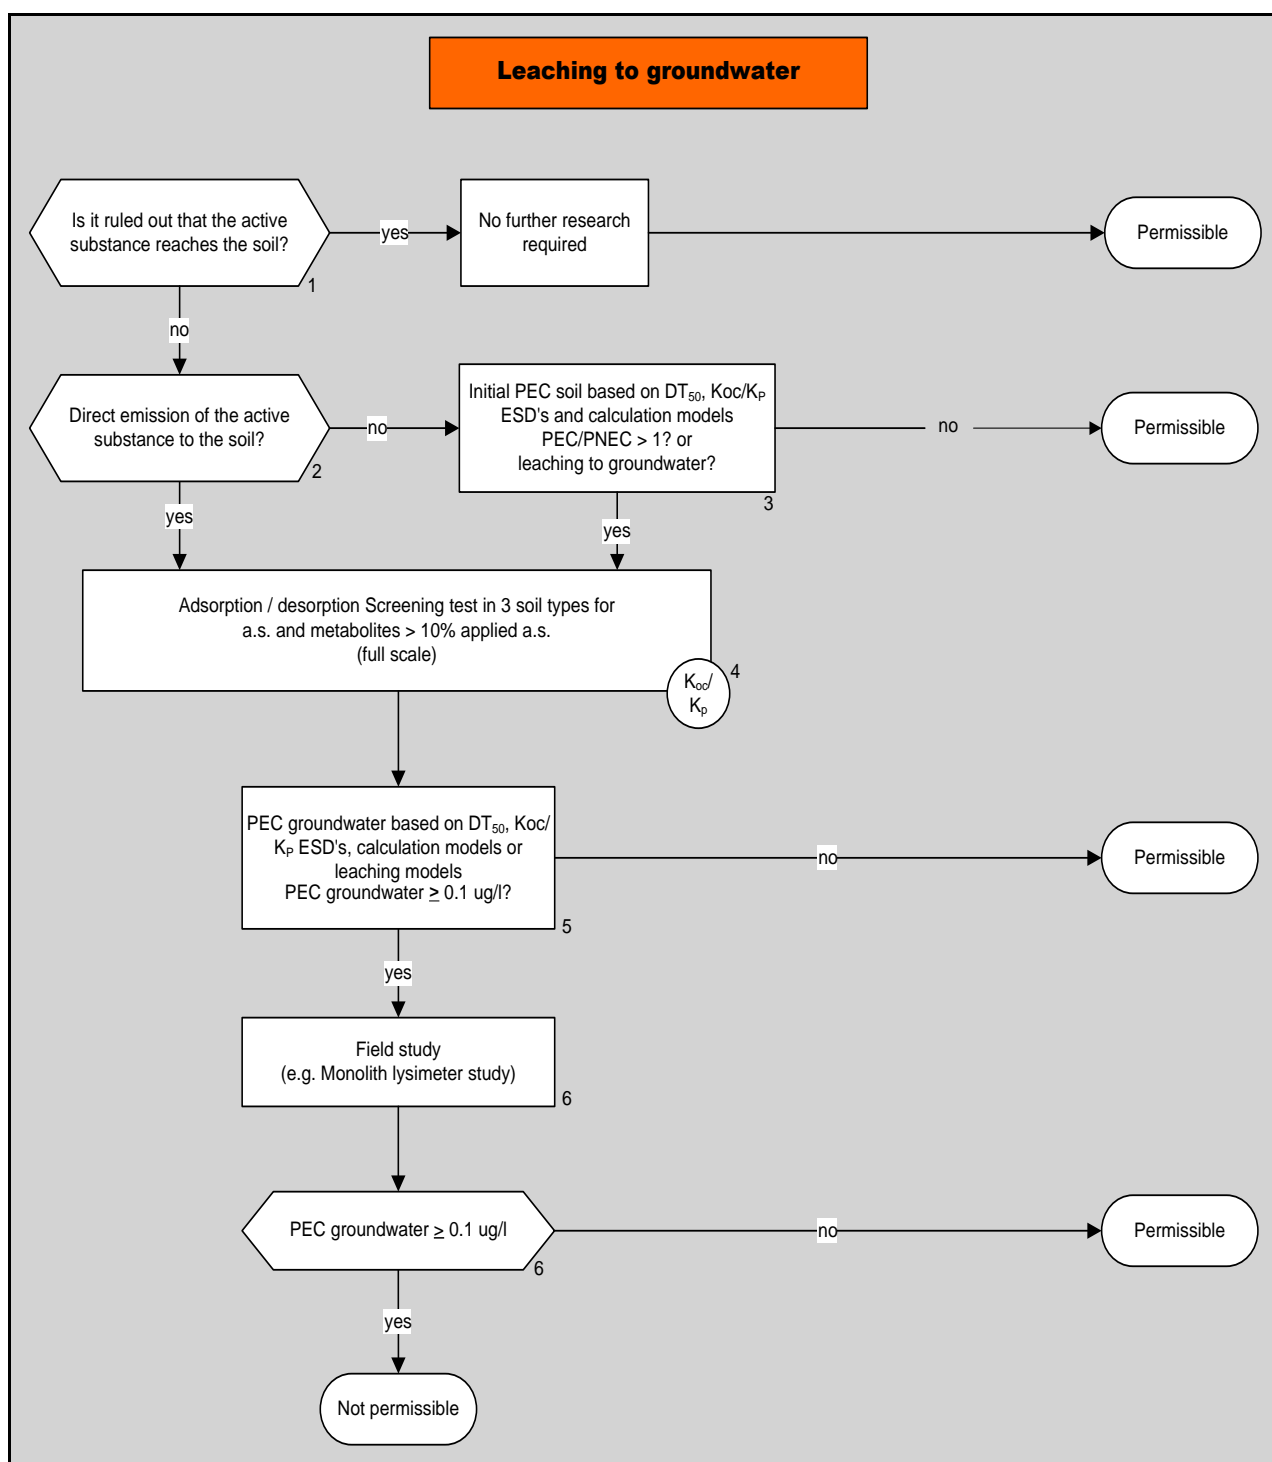 Leaching to groundwater
Is it ruled out that the active
substance reaches the soil?
1
yes
No further research
required
Permissible
no
Direct emission of the active
substance to the soil?
2
no
Initial PEC soil based on DT50, Koc/KP
ESD's and calculation models
PEC/PNEC > 1? or
leaching to groundwater?
3
no
Permissible
yes
yes
Adsorption / desorption Screening test in 3 soil types for
a.s. and metabolites > 10% applied a.s.
(full scale)
4
Koc/
Kp
PEC groundwater based on DT50, Koc/
KP ESD's, calculation models or
leaching models
PEC groundwater ≥ 0.1 ug/l?
5
no
Permissible
yes
Field study
(e.g. Monolith lysimeter study)
6
PEC groundwater ≥ 0.1 ug/l
6
no
Permissible
yes
Not permissible